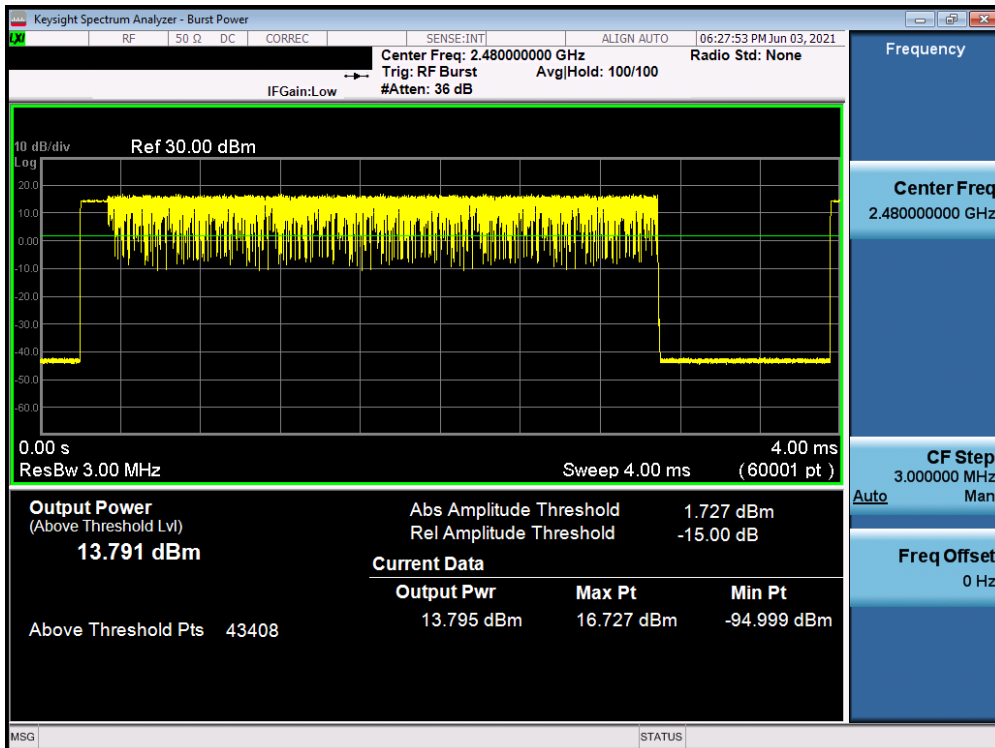 Keysight Spectrum Analyzer - Burst Power
LXI RF 50 Ω DC CORREC SENSE:INT ALIGN AUTO 06:27:53 PM Jun 03, 2021
Center Freq: 2.480000000 GHz Radio Std: None
Trig: RF Burst Avg|Hold: 100/100
IFGain:Low #Atten: 36 dB
Frequency
10 dB/div Ref 30.00 dBm
Log
20.0
10.0
0.00
-10.0
-20.0
-30.0
-40.0
-50.0
-60.0
0.00 s 4.00 ms
ResBw 3.00 MHz Sweep 4.00 ms (60001 pt)
Center Freq
2.480000000 GHz
CF Step
3.000000 MHz
Auto Man
Freq Offset
0 Hz
Output Power
(Above Threshold Lvl)
13.791 dBm
Above Threshold Pts 43408
Abs Amplitude Threshold 1.727 dBm
Rel Amplitude Threshold -15.00 dB
Current Data
Output Pwr Max Pt Min Pt
13.795 dBm 16.727 dBm -94.999 dBm
MSG STATUS